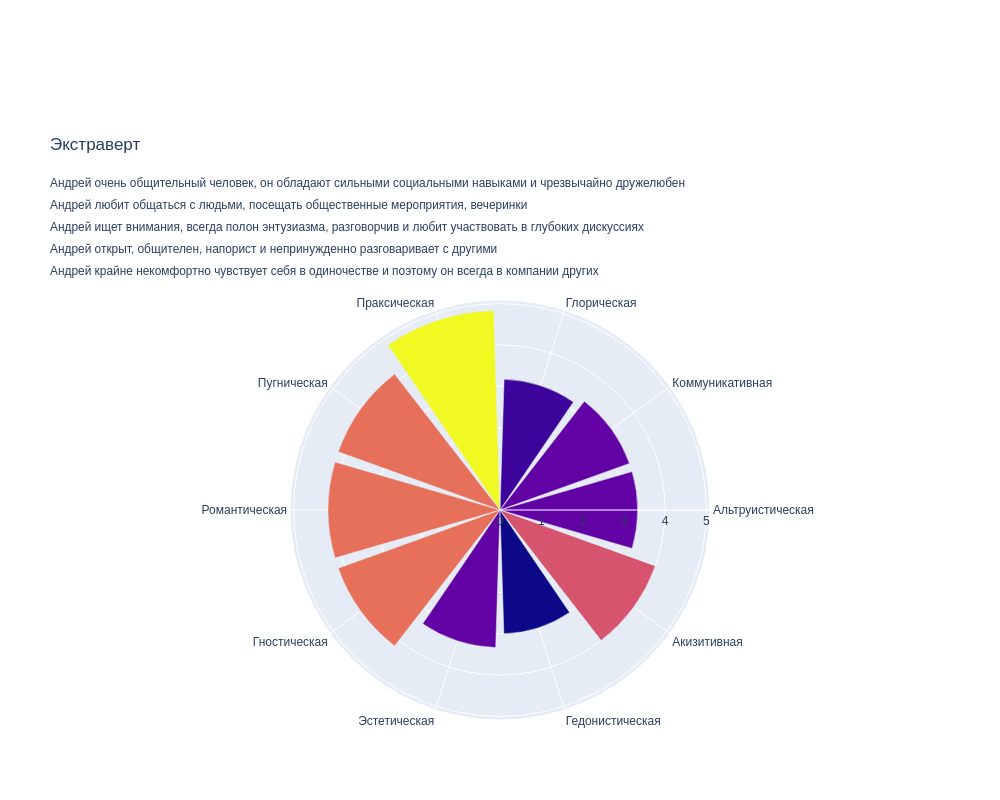 Экстраверт
Андрей очень общительный человек, он обладают сильными социальными навыками и чрезвычайно дружелюбен
Андрей любит общаться с людьми, посещать общественные мероприятия, вечеринки
Андрей ищет внимания, всегда полон энтузиазма, разговорчив и любит участвовать в глубоких дискуссиях
Андрей открыт, общителен, напорист и непринужденно разговаривает с другими
Андрей крайне некомфортно чувствует себя в одиночестве и поэтому он всегда в компании других
Праксическая Глорическая
Пугническая Коммуникативная
Романтическая Альтруистическая
1 2 3 4 5
Гностическая Акизитивная
Эстетическая Гедонистическая